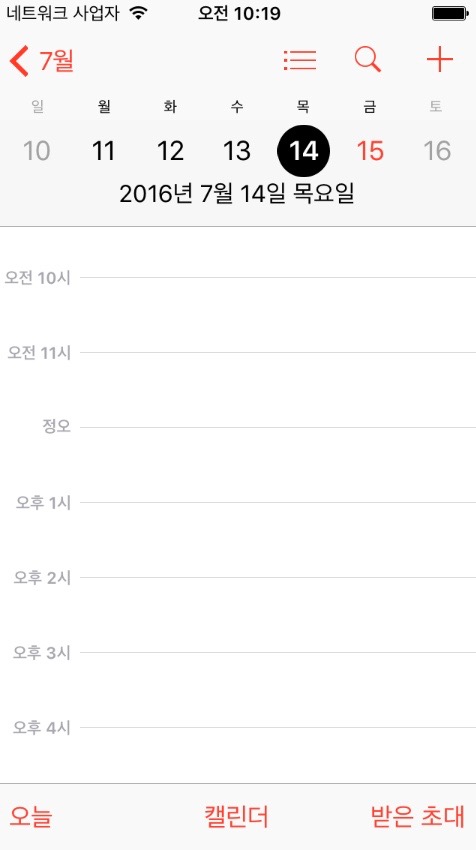 네트워크 사업자 오전 10:19
7월
일 월 화 수 목 금 토
10 11 12 13 14 15 16
2016년 7월 14일 목요일
오전 10시
오전 11시
정오
오후 1시
오후 2시
오후 3시
오후 4시
오늘 캘린더 받은 초대